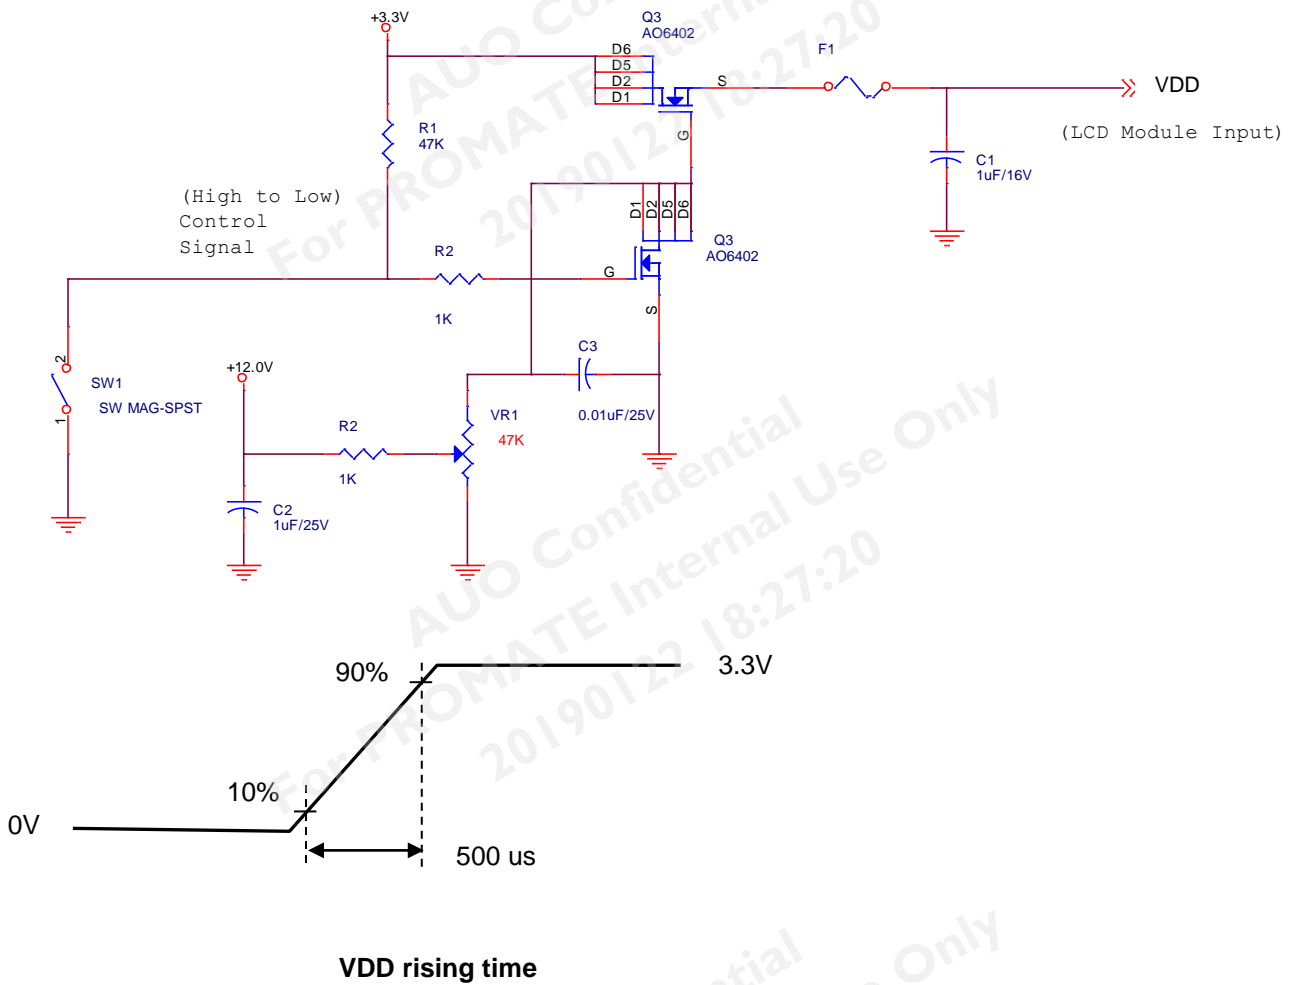 +3.3V
Q3
AO6402
D6
D5
D2
D1
S
G
F1
VDD
(LCD Module Input)
R1
47K
C1
1uF/16V
(High to Low)
Control
Signal
D1
D2
D5
D6
Q3
AO6402
R2
G
1K
S
2
SW1
SW MAG-SPST
1
+12.0V
C3
0.01uF/25V
VR1
47K
R2
1K
C2
1uF/25V
AUO Confidential
For PROMATE Internal Use Only
20190122 18:27:20
90%
3.3V
10%
0V
500 us
VDD rising time